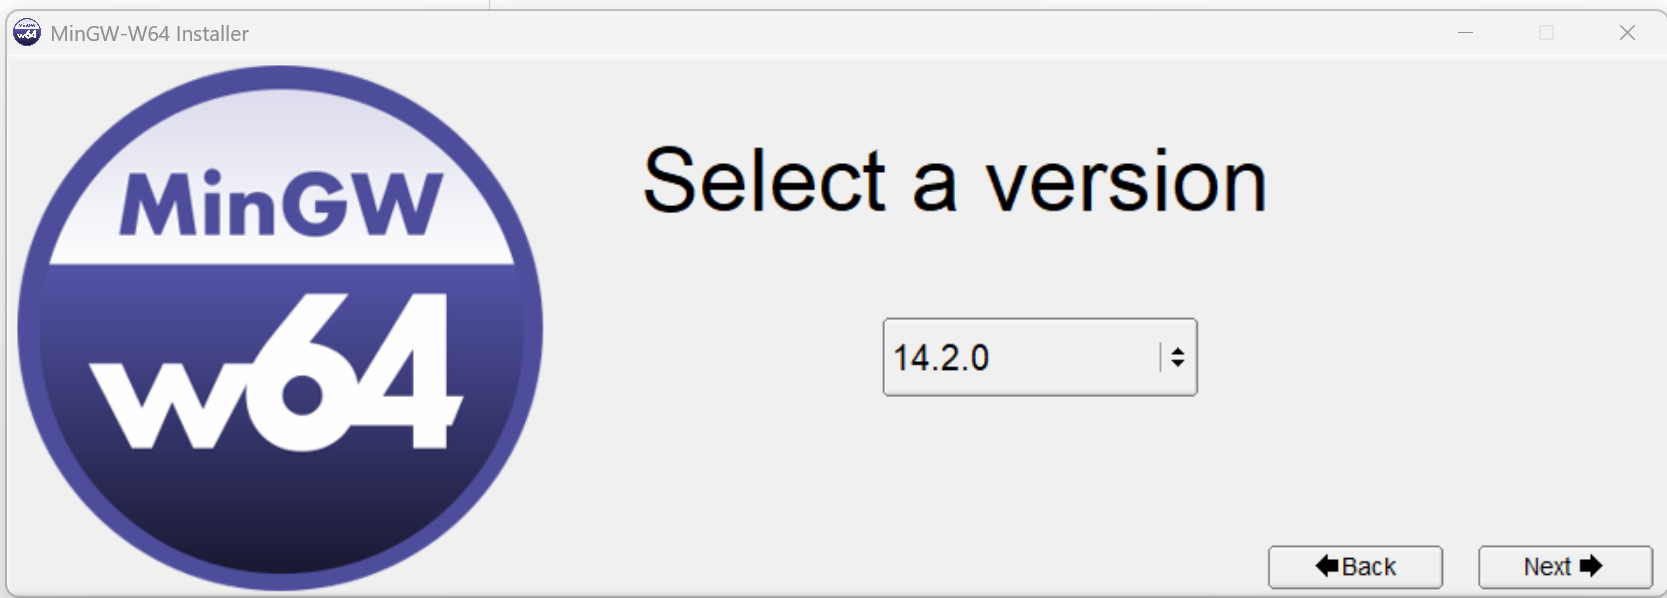 MinGW-W64 Installer
MinGW
w64
Select a version
14.2.0
Back
Next